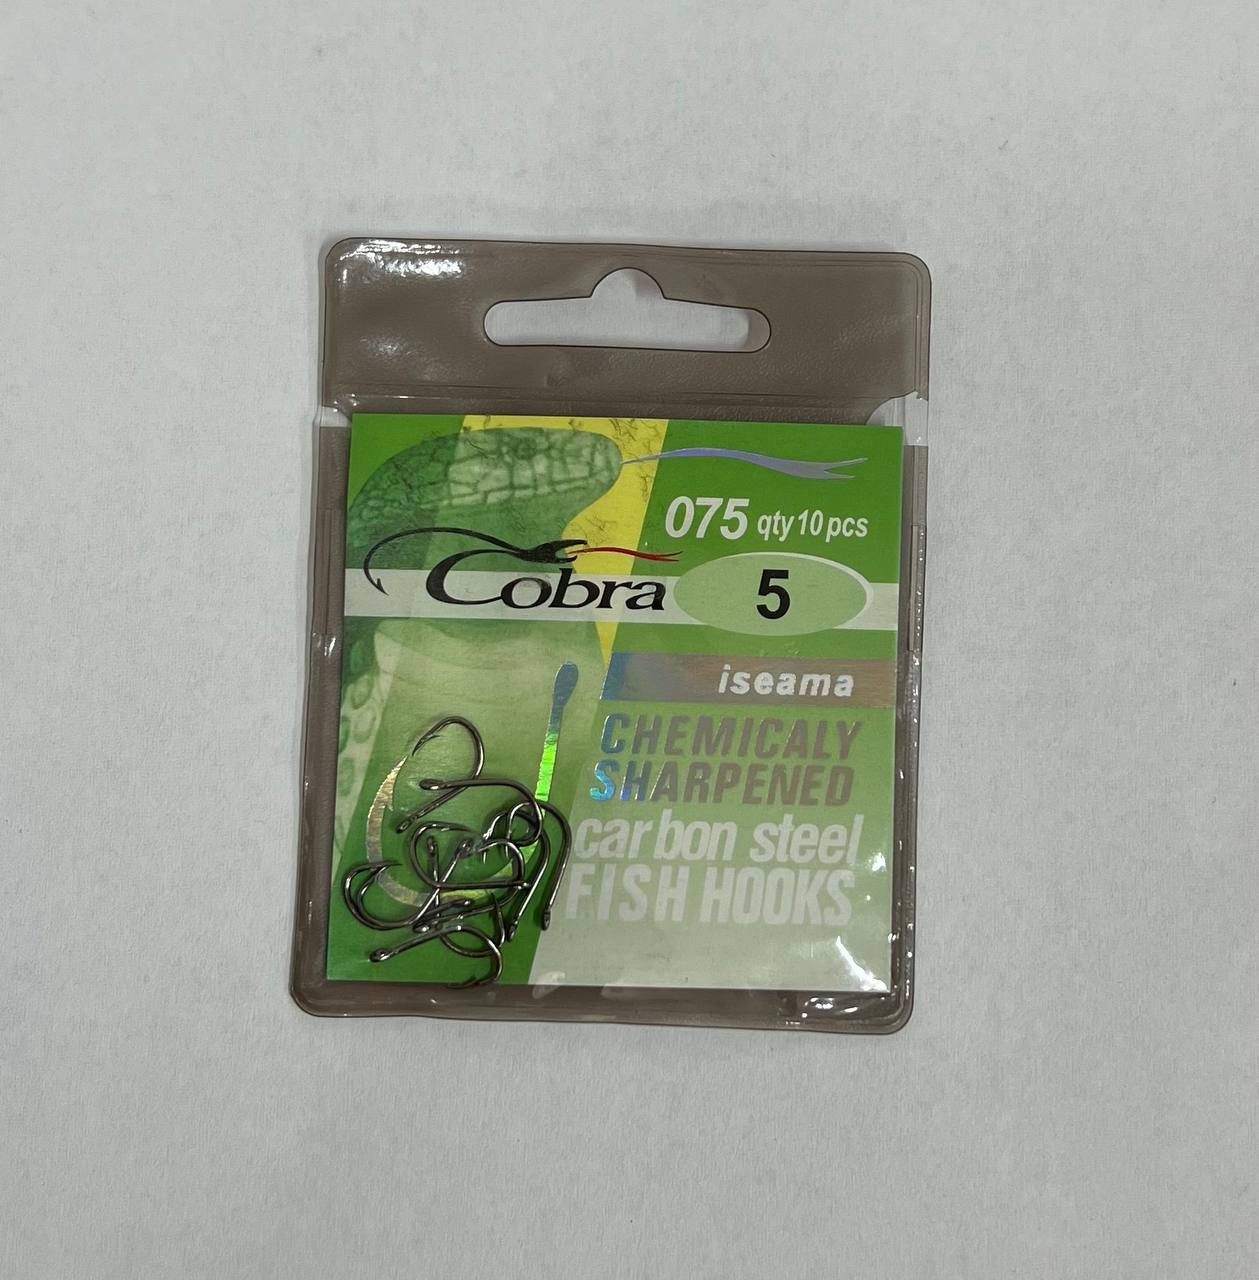 075 qty 10 pcs
Cobra 5
iseama
CHEMICALY
SHARPENED
carbon steel
FISH HOOKS